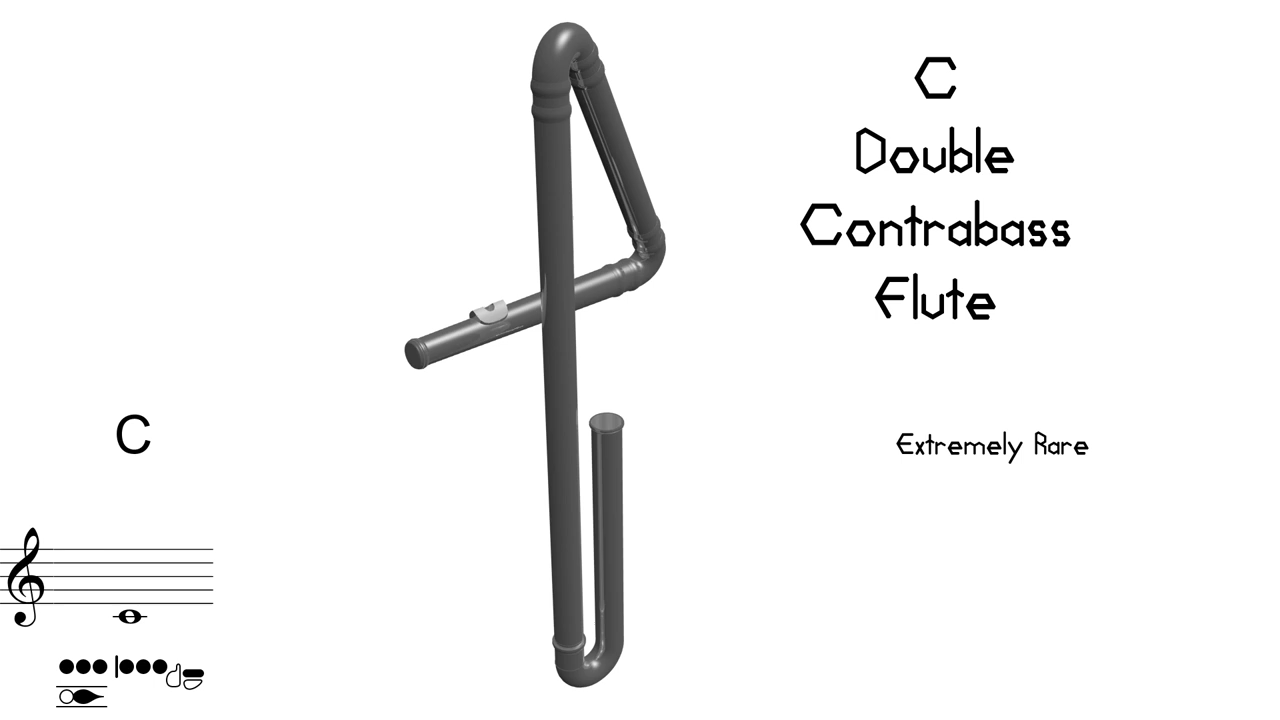 C
Double
Contrabass
Flute
Extremely Rare
C